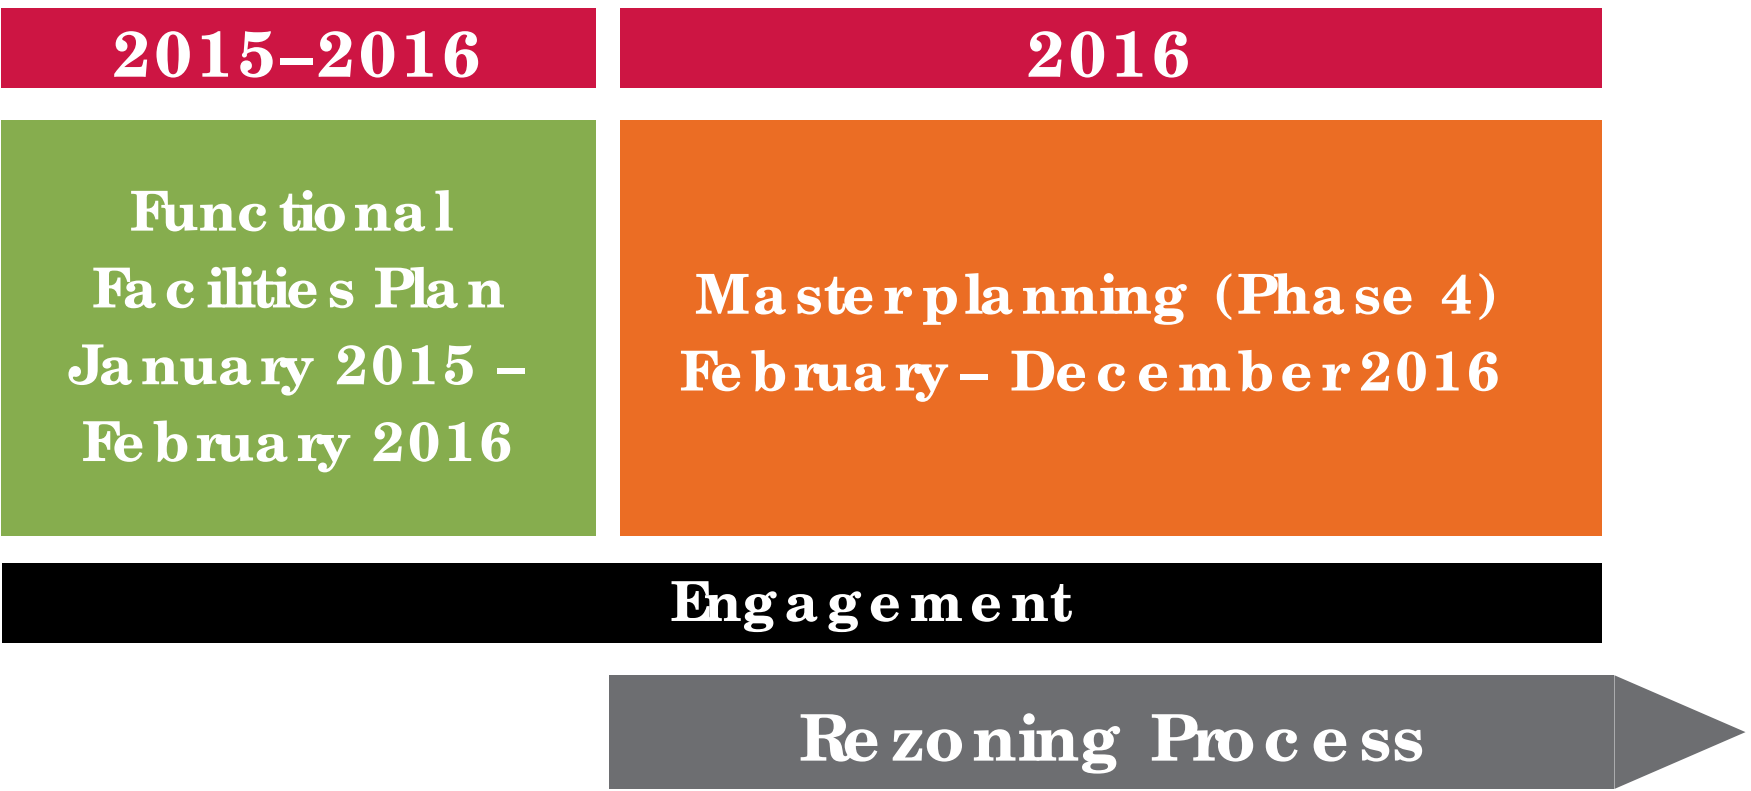 2015–2016
2016
Functional
Facilities Plan
January 2015 –
February 2016
Masterplanning (Phase 4)
February – December 2016
Engagement
Rezoning Process